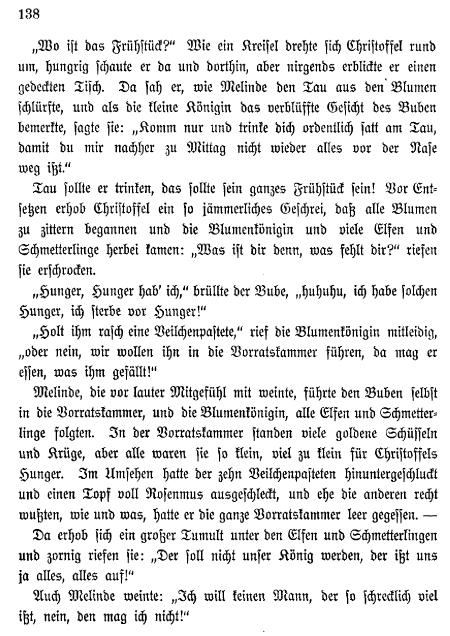 138
„Wo ist das Frühstück?“ Wie ein Kreisel drehte sich Christoffel rund
um, hungrig schaute er da und dorthin, aber nirgends erblickte er einen
gedeckten Tisch. Da sah er, wie Melinde den Tau aus den Blumen
schlürfte, und als die kleine Königin das verblüffte Gesicht des Buben
bemerkte, sagte sie: „Komm nur und trinke dich ordentlich satt am Tau,
damit du mir nachher zu Mittag nicht wieder alles vor der Nase
weg ißt.“
Tau sollte er trinken, das sollte sein ganzes Frühstück sein! Vor Ent-
setzen erhob Christoffel ein so jämmerliches Geschrei, daß alle Blumen
zu zittern begannen und die Blumenkönigin und viele Elfen und
Schmetterlinge herbei kamen: „Was ist dir denn, was fehlt dir?“ riefen
sie erschrocken.
„Hunger, Hunger hab' ich,“ brüllte der Bube, „huhuhu, ich habe solchen
Hunger, ich sterbe vor Hunger!“
„Holt ihm rasch eine Veilchenpastete,“ rief die Blumenkönigin mitleidig,
„oder nein, wir wollen ihn in die Vorratskammer führen, da mag er
essen, was ihm gefällt!“
Melinde, die vor lauter Mitgefühl mit weinte, führte den Buben selbst
in die Vorratskammer, und die Blumenkönigin, alle Elfen und Schmetter-
linge folgten. In der Vorratskammer standen viele goldene Schüsseln
und Krüge, aber alle waren sie so klein, viel zu klein für Christoffels
Hunger. Im Umsehen hatte der zehn Veilchenpasteten hinuntergeschluckt
und einen Topf voll Rosenmus ausgeschleckt, und ehe die anderen recht
wußten, wie und was, hatte er die ganze Vorratskammer leer gegessen. —
Da erhob sich ein großer Tumult unter den Elfen und Schmetterlingen
und zornig riefen sie: „Der soll nicht unser König werden, der ißt uns
ja alles, alles auf!“
Auch Melinde weinte: „Ich will keinen Mann, der so schrecklich viel
ißt, nein, den mag ich nicht!“